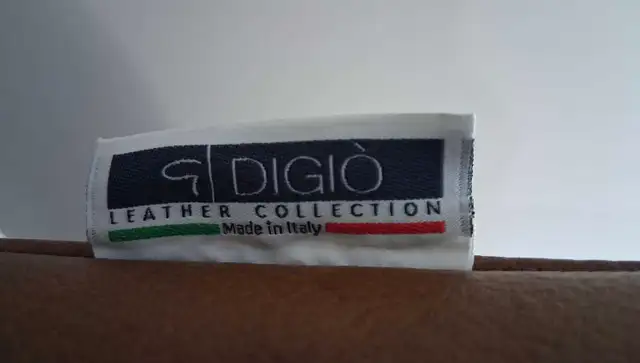 DIGIÒ
LEATHER COLLECTION
Made in Italy